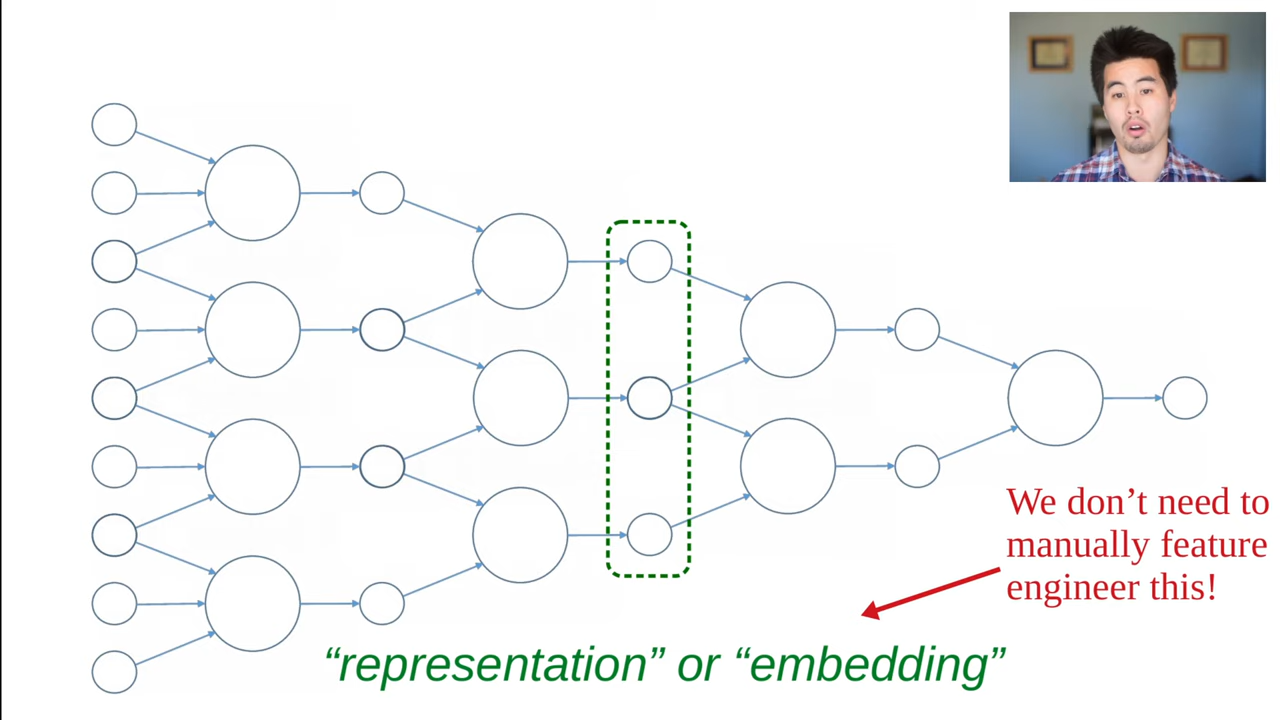 We don’t need to
manually feature
engineer this!
“representation” or “embedding”